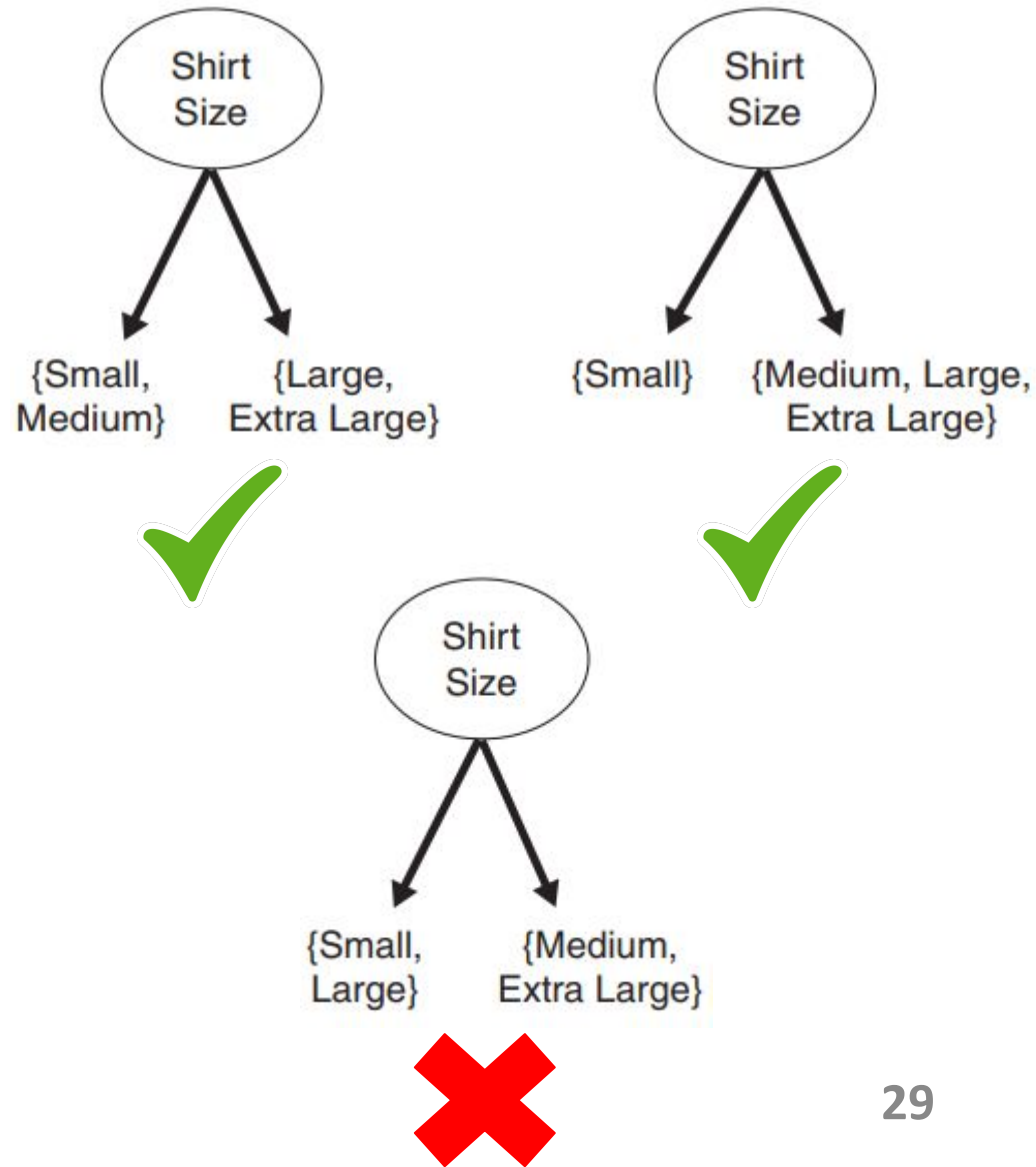 Shirt
Size
{Small,
Medium}
{Large,
Extra Large}
Shirt
Size
{Small}
{Medium, Large,
Extra Large}
Shirt
Size
{Small,
Large}
{Medium,
Extra Large}
29